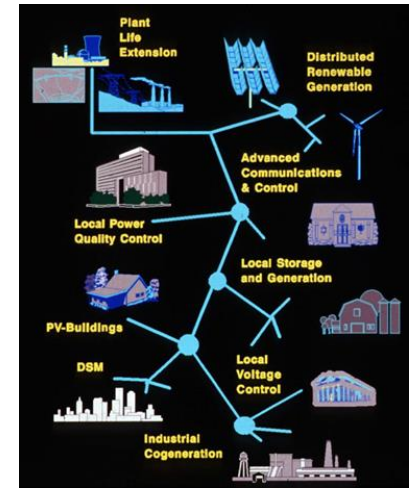 Plant
Life
Extension
Distributed
Renewable
Generation
Advanced
Communications
& Control
Local Power
Quality Control
Local Storage
and Generation
PV-Buildings
Local
Voltage
Control
DSM
Industrial
Cogeneration